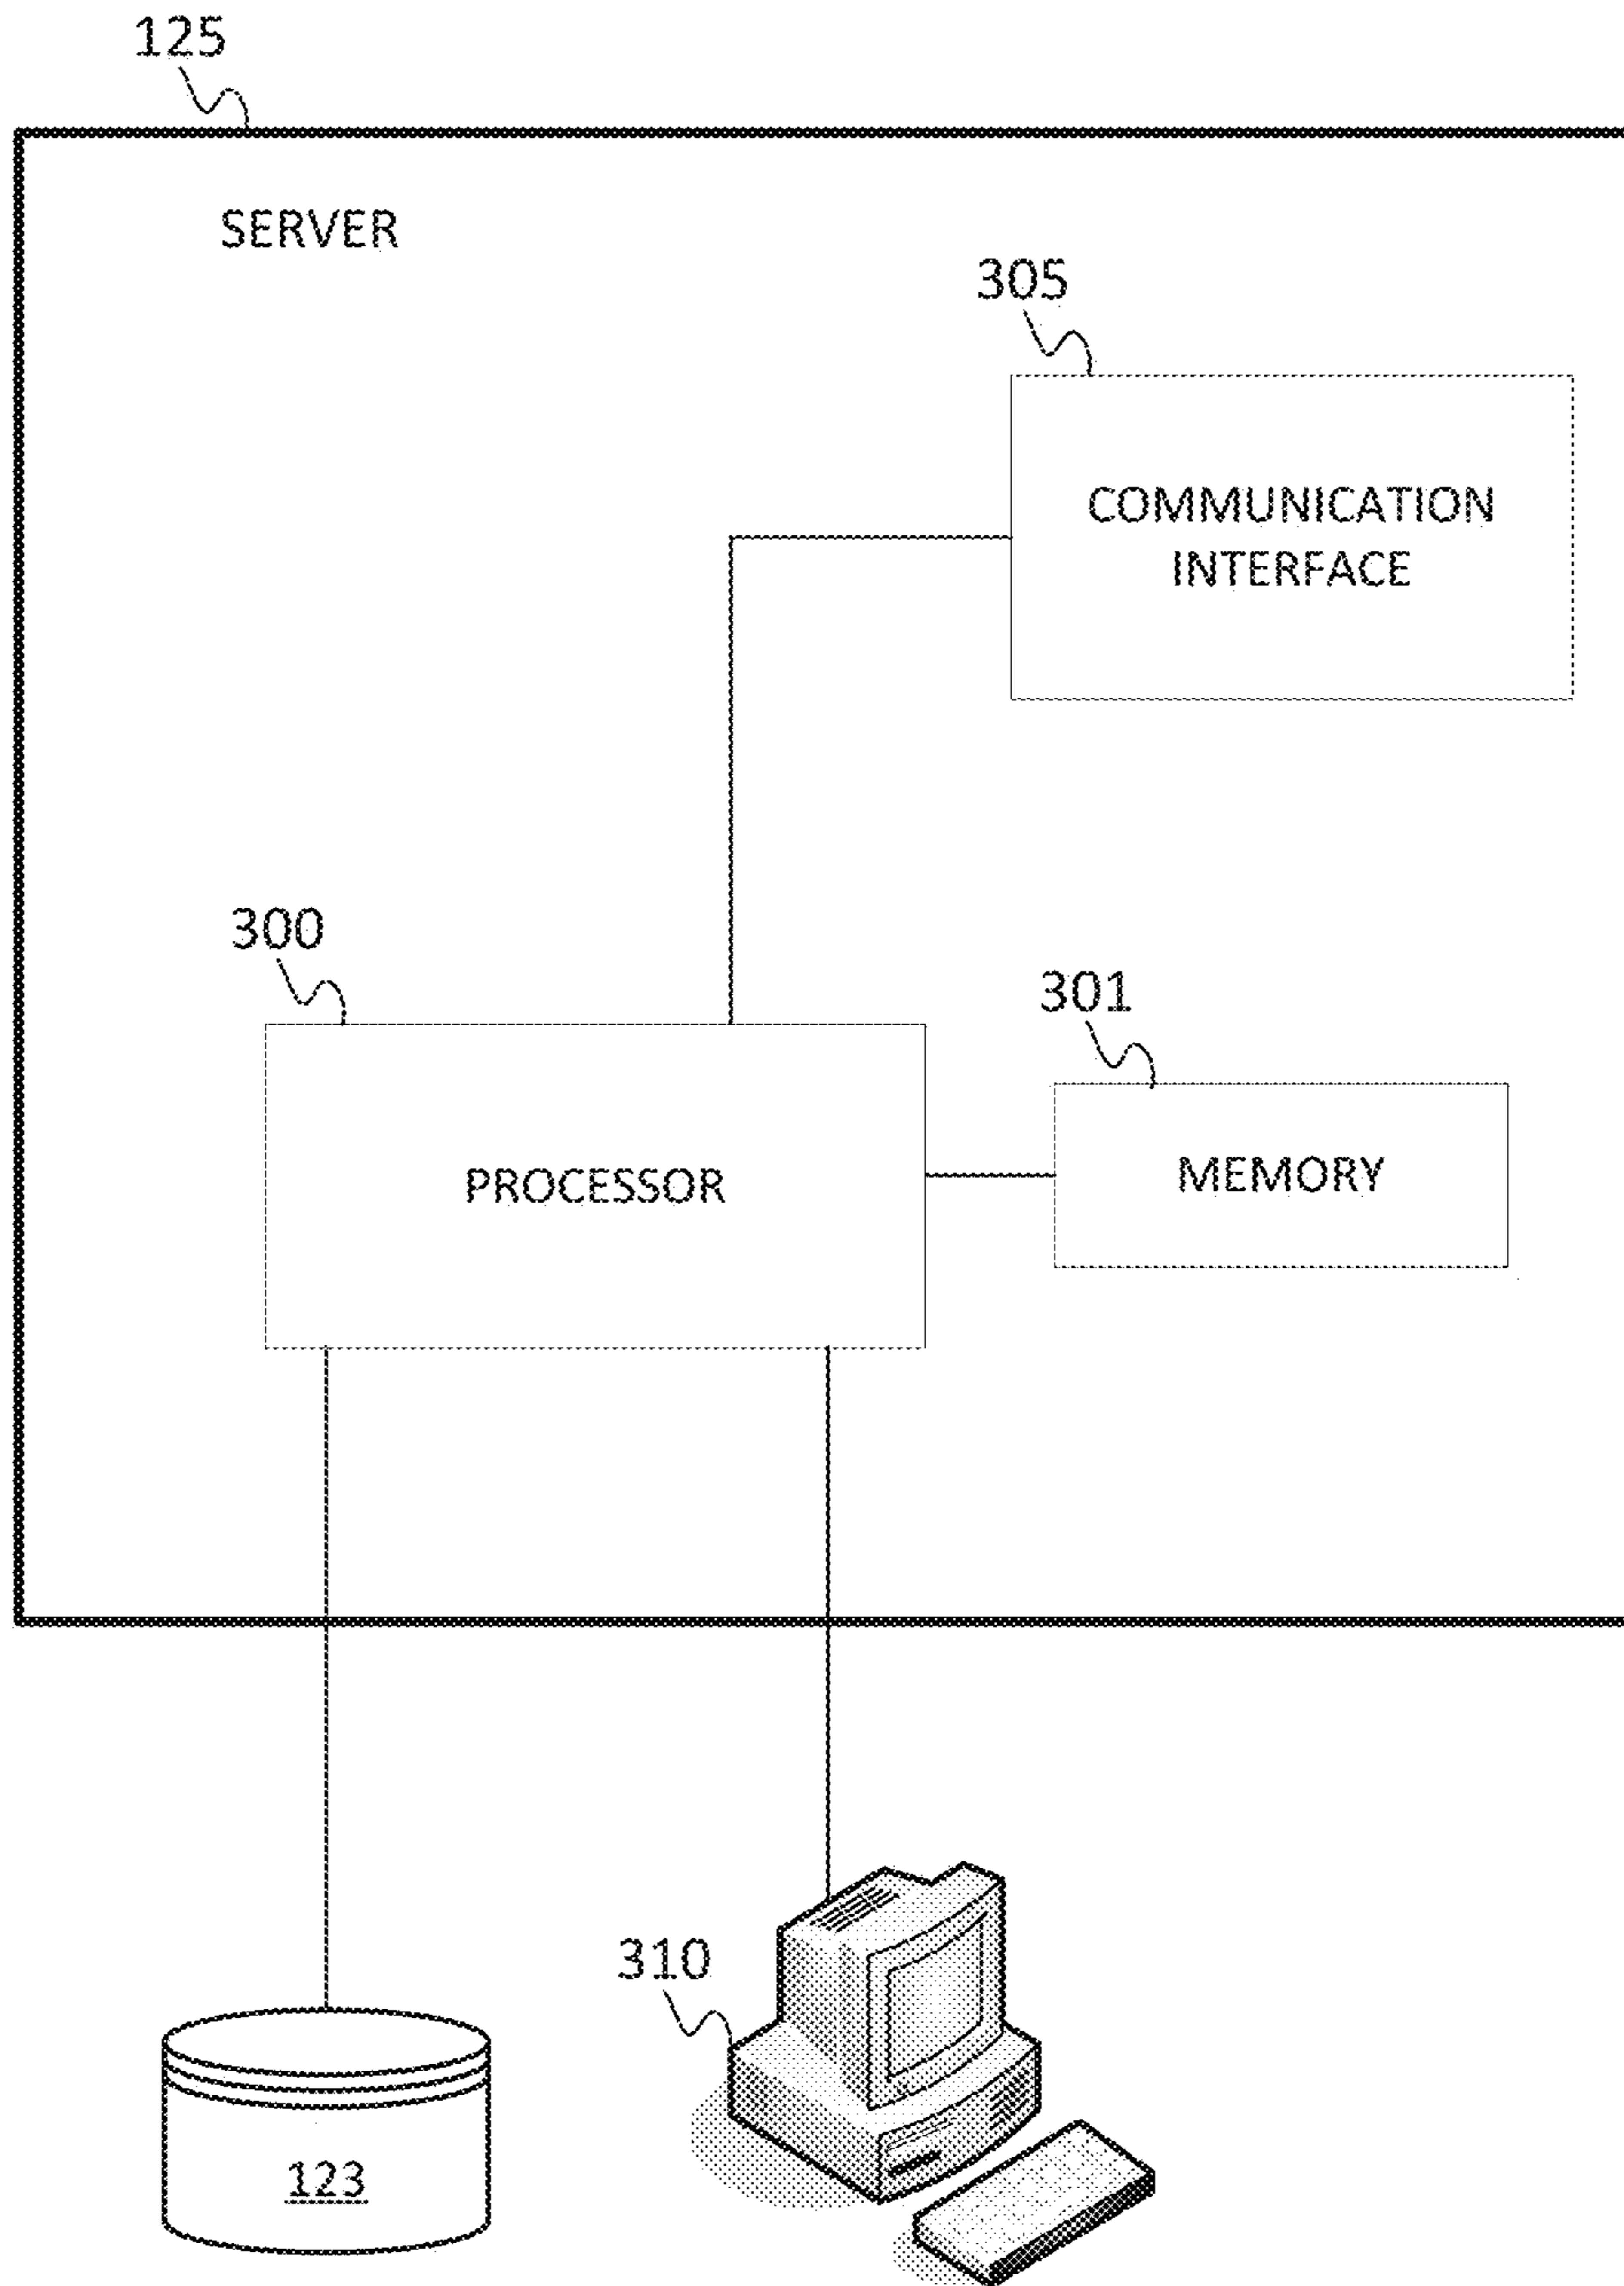 125
SERVER
305
COMMUNICATION
INTERFACE
300
301
PROCESSOR
MEMORY
310
123